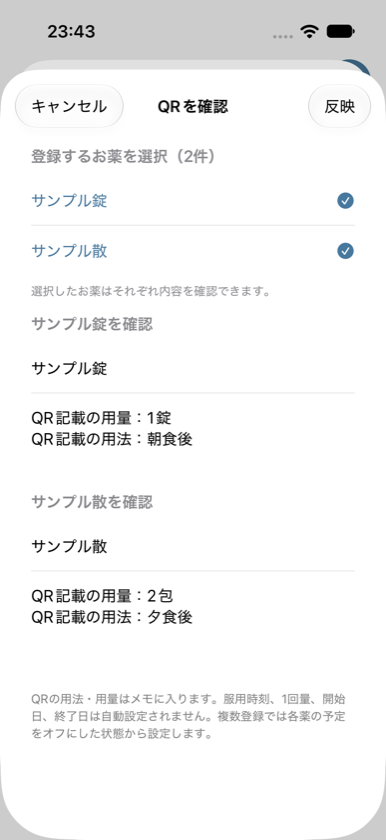 23:43
キャンセル
QRを確認
反映
登録するお薬を選択（2件）
サンプル錠
サンプル散
選択したお薬はそれぞれ内容を確認できます。
サンプル錠を確認
サンプル錠
QR記載の用量：1錠
QR記載の用法：朝食後
サンプル散を確認
サンプル散
QR記載の用量：2包
QR記載の用法：夕食後
QRの用法・用量はメモに入ります。服用時刻、1回量、開始
日、終了日は自動設定されません。複数登録では各薬の予定
をオフにした状態から設定します。